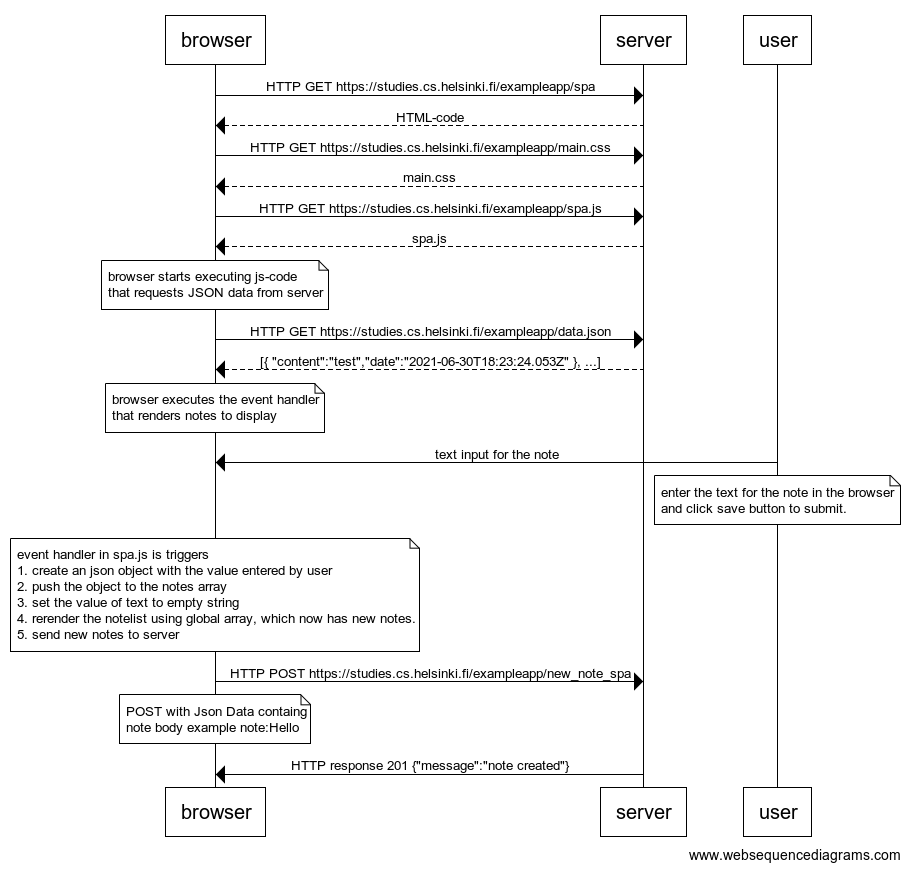 browser
server
user
HTTP GET https://studies.cs.helsinki.fi/exampleapp/spa
HTML-code
HTTP GET https://studies.cs.helsinki.fi/exampleapp/main.css
main.css
HTTP GET https://studies.cs.helsinki.fi/exampleapp/spa.js
spa.js
browser starts executing js-code
that requests JSON data from server
HTTP GET https://studies.cs.helsinki.fi/exampleapp/data.json
[{ "content":"test","date":"2021-06-30T18:23:24.053Z" }, ...]
browser executes the event handler
that renders notes to display
text input for the note
enter the text for the note in the browser
and click save button to submit.
event handler in spa.js is triggers
1. create an json object with the value entered by user
2. push the object to the notes array
3. set the value of text to empty string
4. rerender the notelist using global array, which now has new notes.
5. send new notes to server
HTTP POST https://studies.cs.helsinki.fi/exampleapp/new_note_spa
POST with Json Data containg
note body example note:Hello
HTTP response 201 {"message":"note created"}
browser
server
user
www.websequencediagrams.com